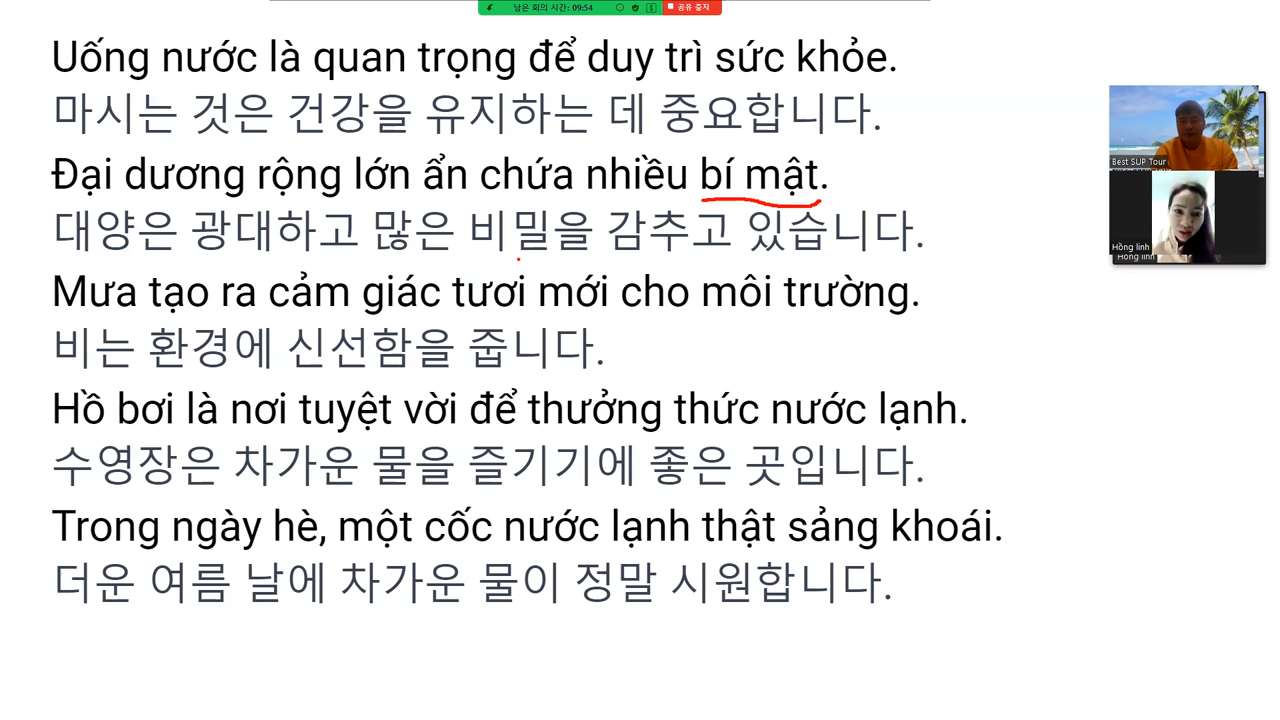 남은 회의 시간: 09:54
공유 중지
Uống nước là quan trọng để duy trì sức khỏe.
마시는 것은 건강을 유지하는 데 중요합니다.
Đại dương rộng lớn ẩn chứa nhiều bí mật.
대양은 광대하고 많은 비밀을 감추고 있습니다.
Mưa tạo ra cảm giác tươi mới cho môi trường.
비는 환경에 신선함을 줍니다.
Hồ bơi là nơi tuyệt vời để thưởng thức nước lạnh.
수영장은 차가운 물을 즐기기에 좋은 곳입니다.
Trong ngày hè, một cốc nước lạnh thật sảng khoái.
더운 여름 날에 차가운 물이 정말 시원합니다.
Best SUP Tour
Hồng linh
Hồng linh